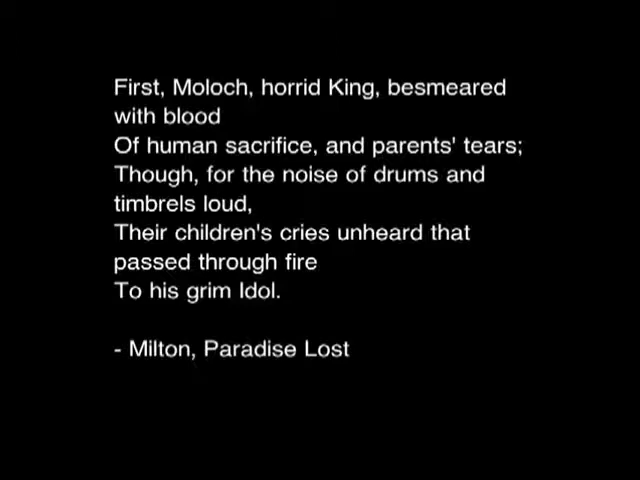 First, Moloch, horrid King, besmeared
with blood
Of human sacrifice, and parents' tears;
Though, for the noise of drums and
timbrels loud,
Their children's cries unheard that
passed through fire
To his grim Idol.
- Milton, Paradise Lost